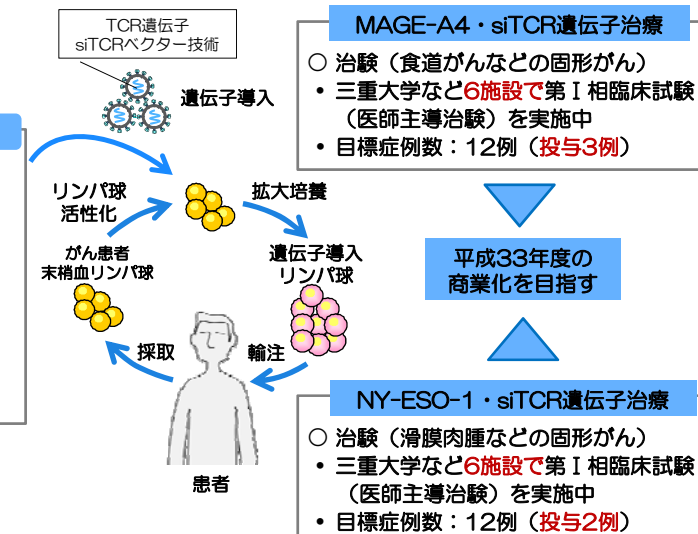 TCR遺伝子
siTCRベクター技術
遺伝子導入
リンパ球
活性化
拡大培養
がん患者
末梢血リンパ球
遺伝子導入
リンパ球
採取
輸注
患者
MAGE-A4・siTCR遺伝子治療
○ 治験（食道がんなどの固形がん）
• 三重大学など6施設で第Ⅰ相臨床試験
（医師主導治験）を実施中
• 目標症例数：12例（投与3例）
平成33年度の
商業化を目指す
NY-ESO-1・siTCR遺伝子治療
○ 治験（滑膜肉腫などの固形がん）
• 三重大学など6施設で第Ⅰ相臨床試験
（医師主導治験）を実施中
• 目標症例数：12例（投与2例）